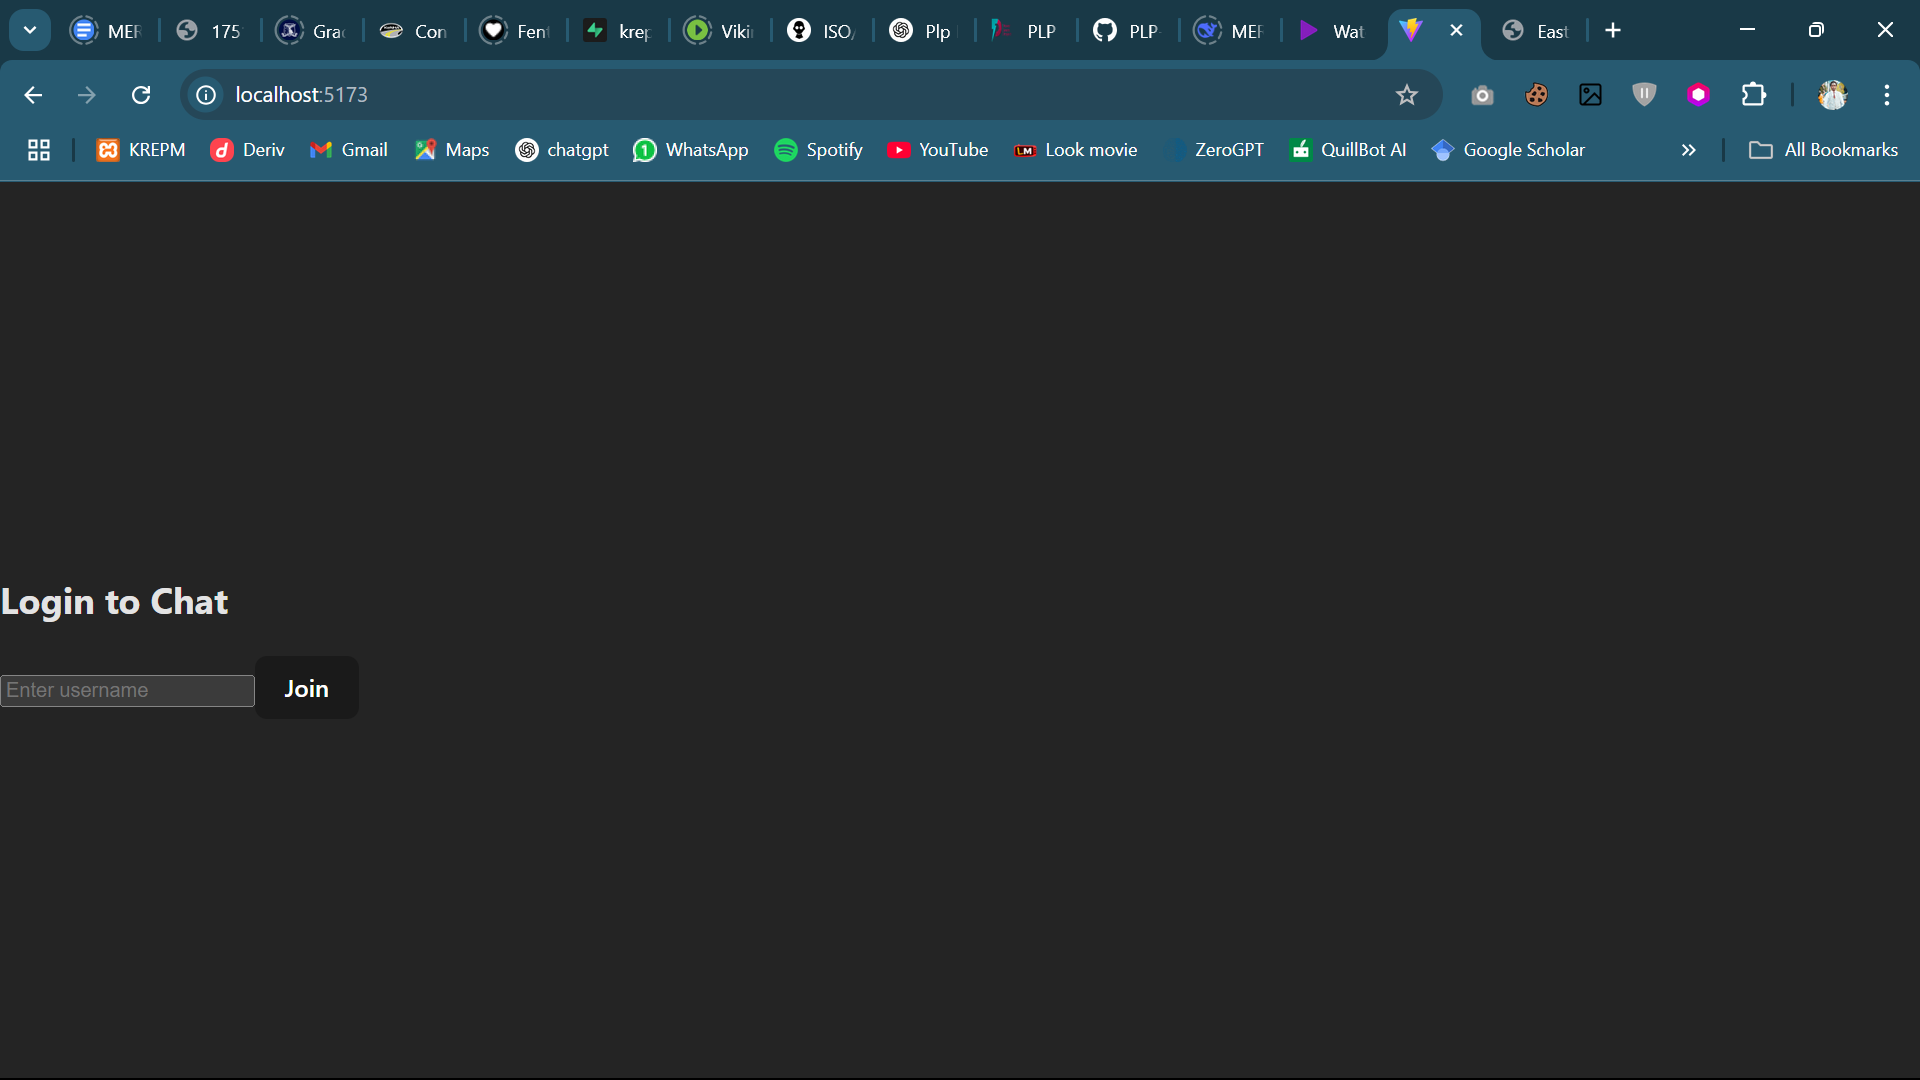 MER 175 Gra Con Fent krep Viki ISO/ Plp PLP PLP MER Wat East
localhost:5173
KREPM Deriv Gmail Maps chatgpt 1 WhatsApp Spotify YouTube LM Look movie ZeroGPT QuillBot AI Google Scholar All Bookmarks
Login to Chat
Enter username Join